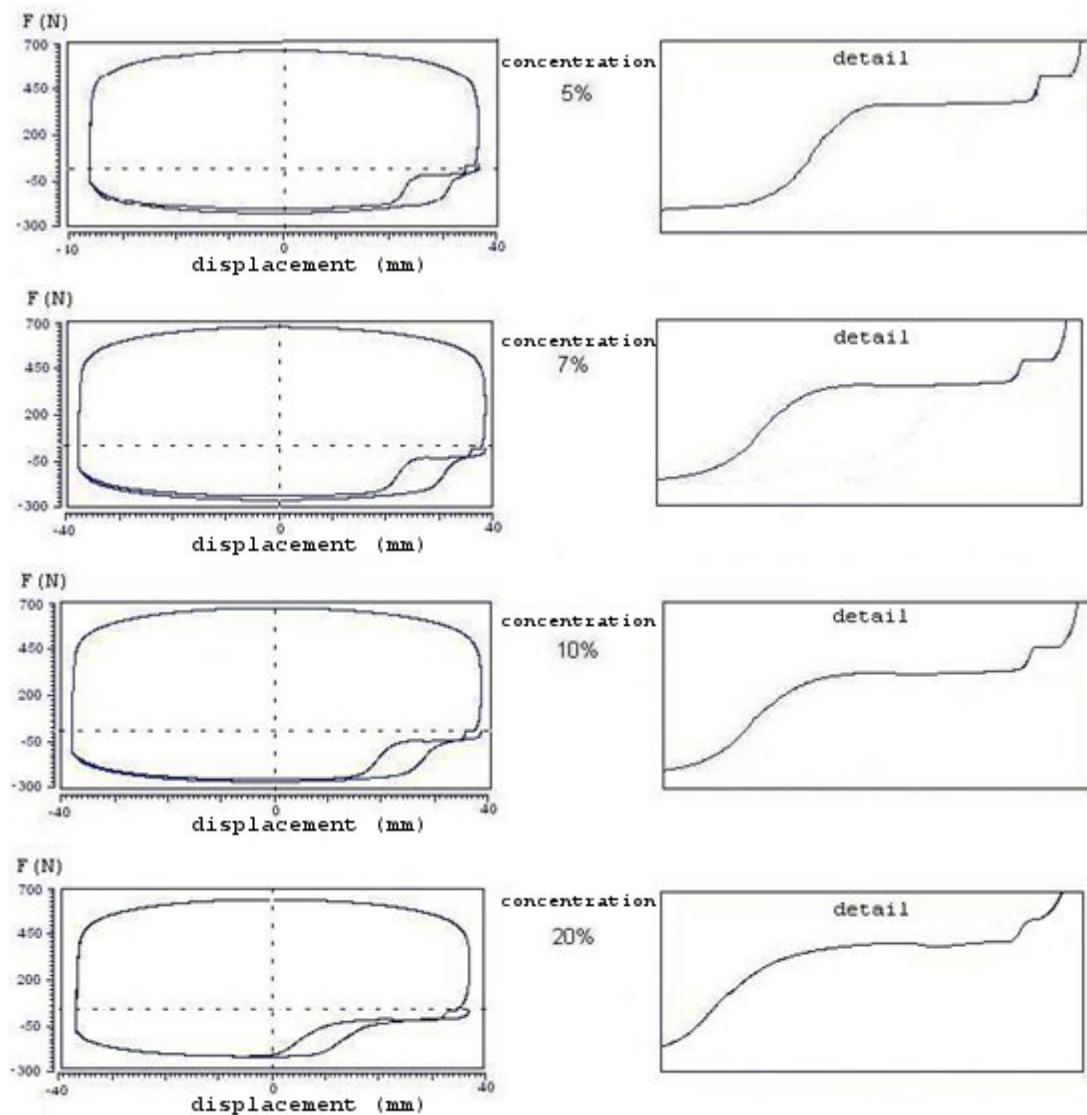 F (N)
700
450
200
-50
-300
-10
0
40
displacement (mm)
concentration
5%
detail
F (N)
700
450
200
-50
-300
-40
0
40
displacement (mm)
concentration
7%
detail
F (N)
700
450
200
-50
-300
-40
0
40
displacement (mm)
concentration
10%
detail
F (N)
700
450
200
-50
-300
-40
0
40
displacement (mm)
concentration
20%
detail